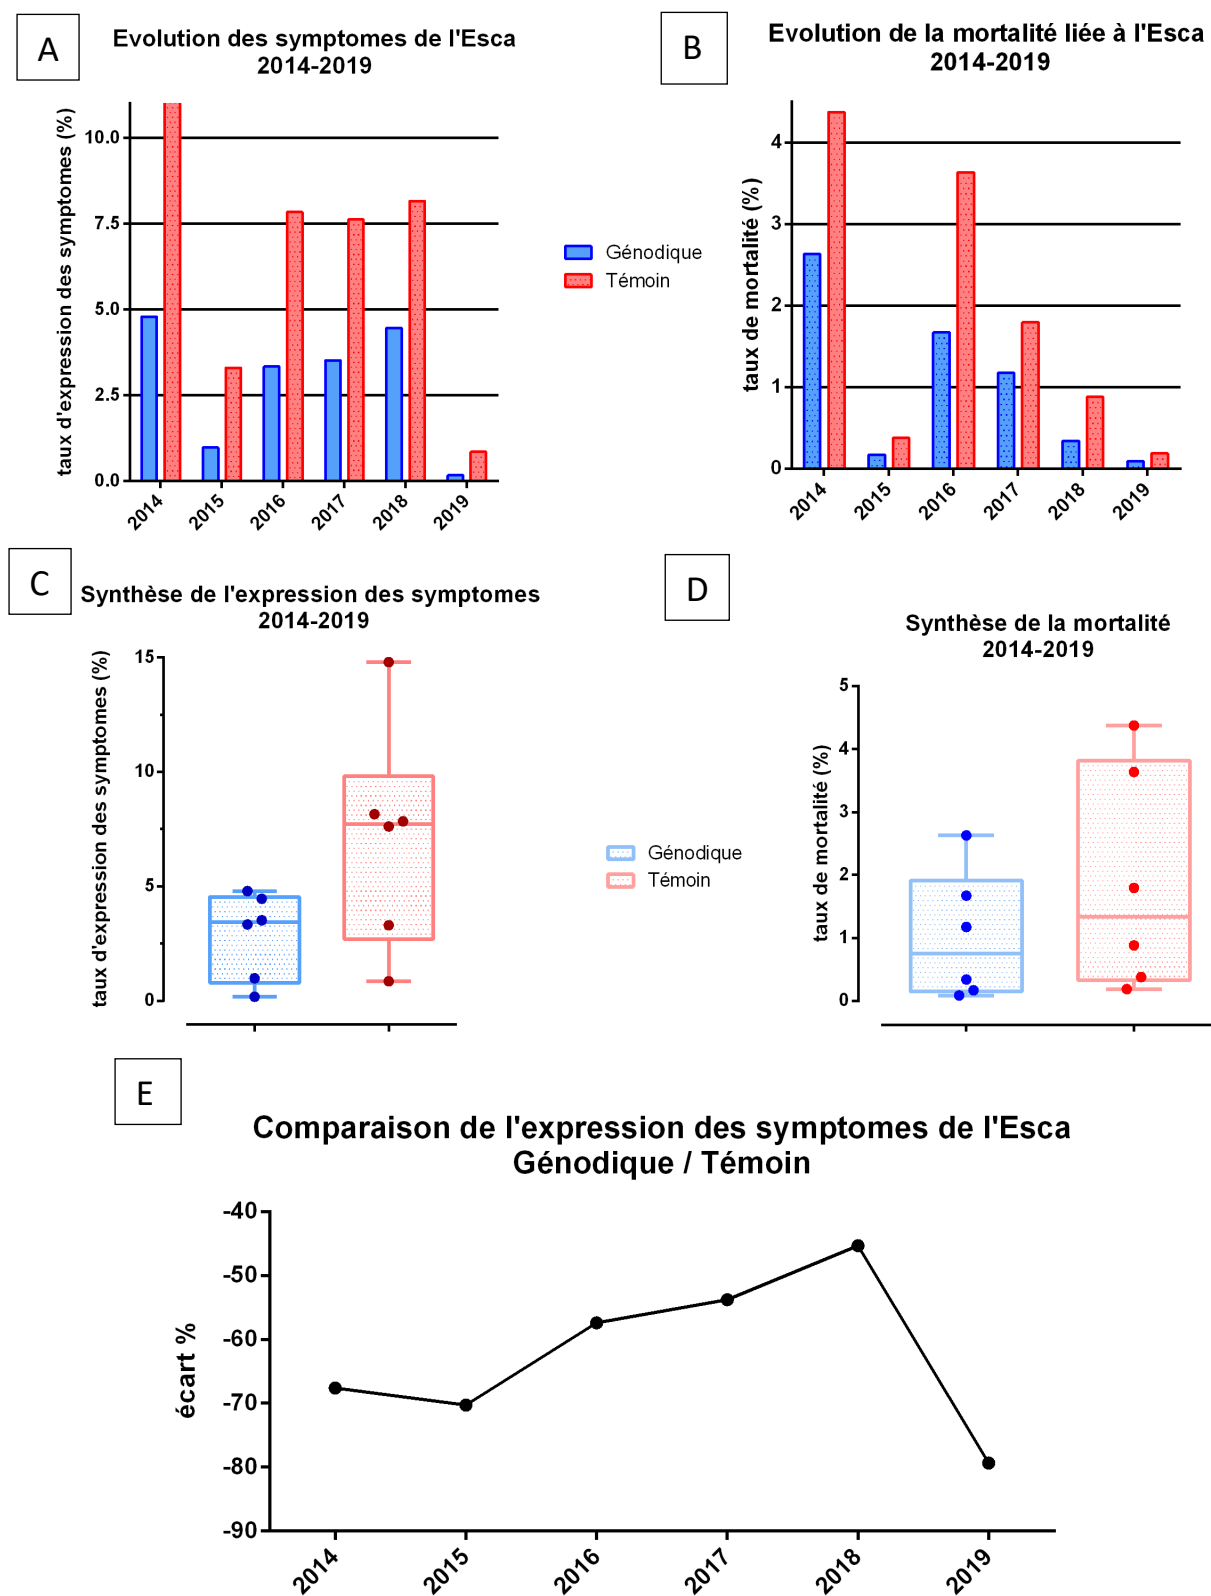 A
Evolution des symptomes de l'Esca
2014-2019
taux d'expression des symptomes (%)
10.0
7.5
5.0
2.5
0.0
2014
2015
2016
2017
2018
2019
Génodique
Témoin
B
Evolution de la mortalité liée à l'Esca
2014-2019
taux de mortalité (%)
4
3
2
1
0
2014
2015
2016
2017
2018
2019
C
Synthèse de l'expression des symptomes
2014-2019
taux d'expression des symptomes (%)
15
10
5
0
Génodique
Témoin
D
Synthèse de la mortalité
2014-2019
taux de mortalité (%)
5
4
3
2
1
0
E
Comparaison de l'expression des symptomes de l'Esca
Génodique / Témoin
écart %
-40
-50
-60
-70
-80
-90
2014
2015
2016
2017
2018
2019